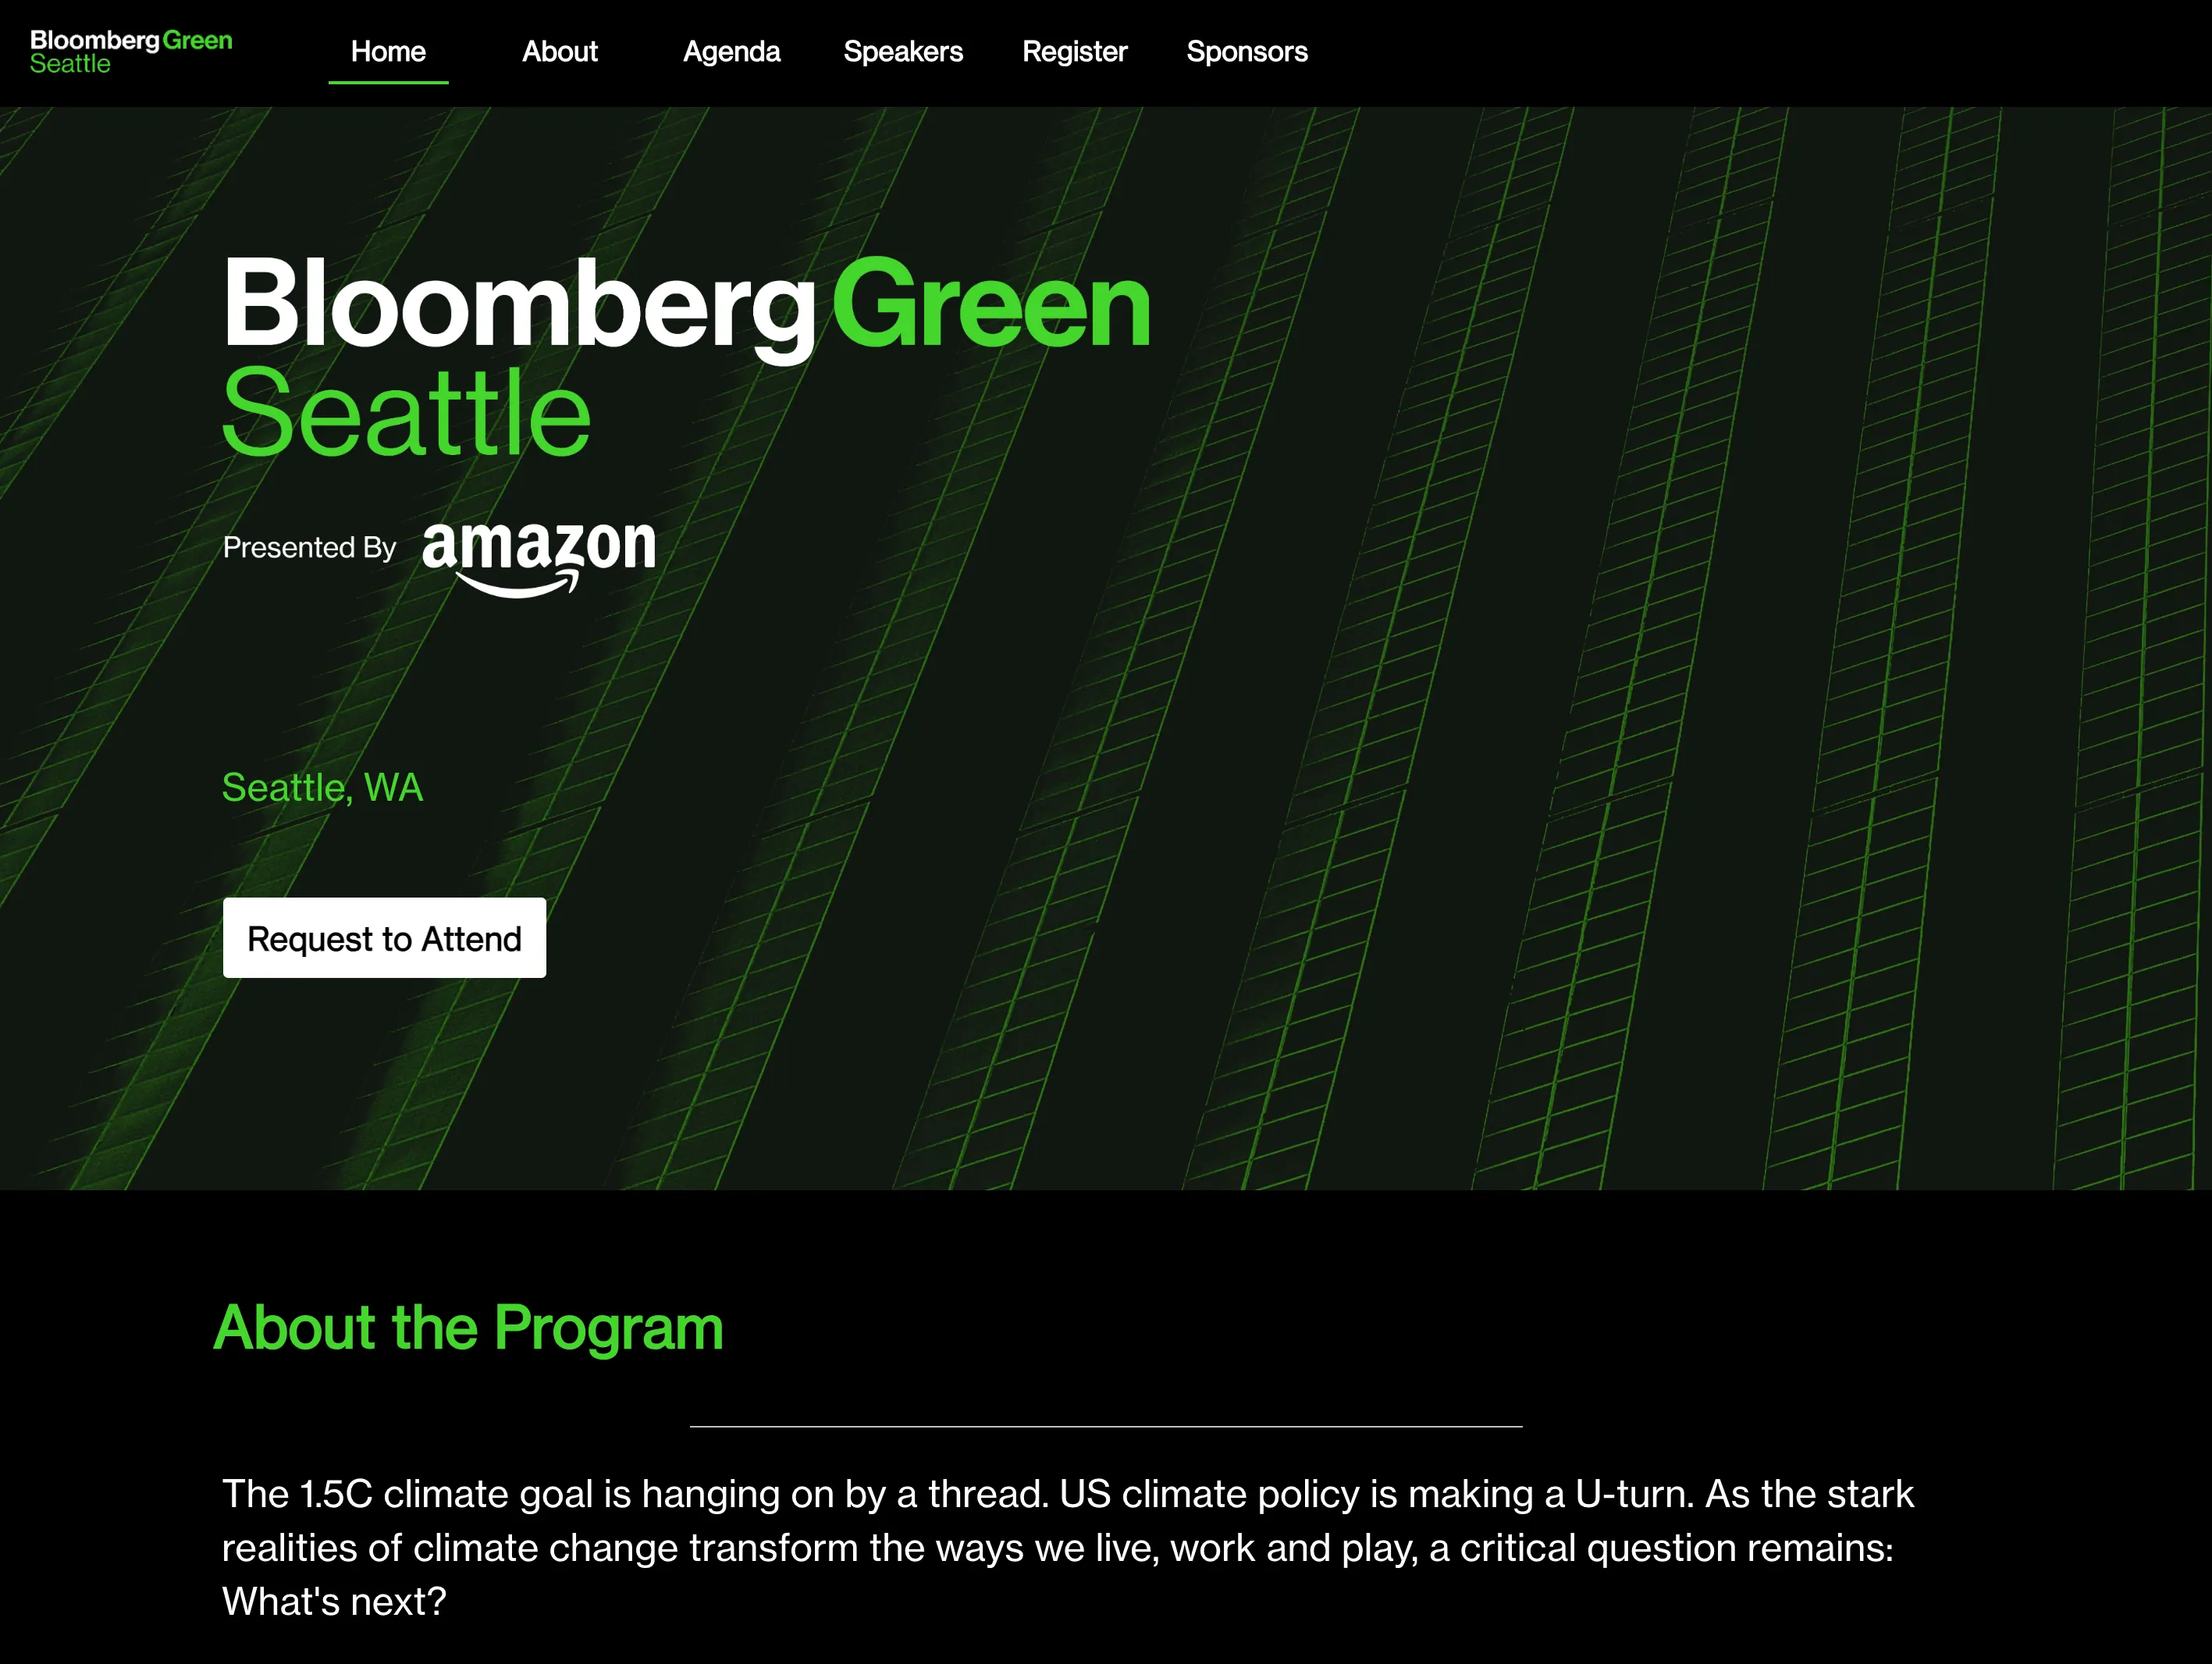 Bloomberg Green
Seattle
Home
About
Agenda
Speakers
Register
Sponsors
Bloomberg Green
Seattle
Presented By amazon
Seattle, WA
Request to Attend
About the Program
The 1.5C climate goal is hanging on by a thread. US climate policy is making a U-turn. As the stark
realities of climate change transform the ways we live, work and play, a critical question remains:
What's next?